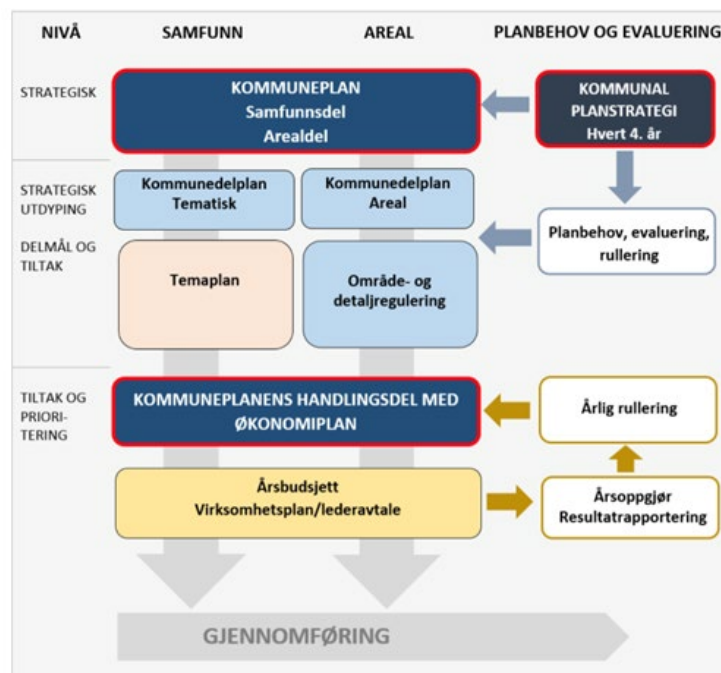 NIVÅ
SAMFUNN
AREAL
PLANBEHOV OG EVALUERING
STRATEGISK
KOMMUNEPLAN
Samfunnsdel
Arealdel
KOMMUNAL
PLANSTRATEGI
Hvert 4. år
STRATEGISK
UTDYPING
Kommunedelplan
Tematisk
Kommunedelplan
Areal
Planbehov, evaluering,
rullering
DELMÅL OG
TILTAK
Temaplan
Område- og
detaljregulering
TILTAK OG
PRIORI-
TERING
KOMMUNEPLANENS HANDLINGSDEL MED
ØKONOMIPLAN
Årlig rullering
Årsbudsjett
Virksomhetsplan/lederavtale
Årsoppgjør
Resultatrapportering
GJENNOMFØRING